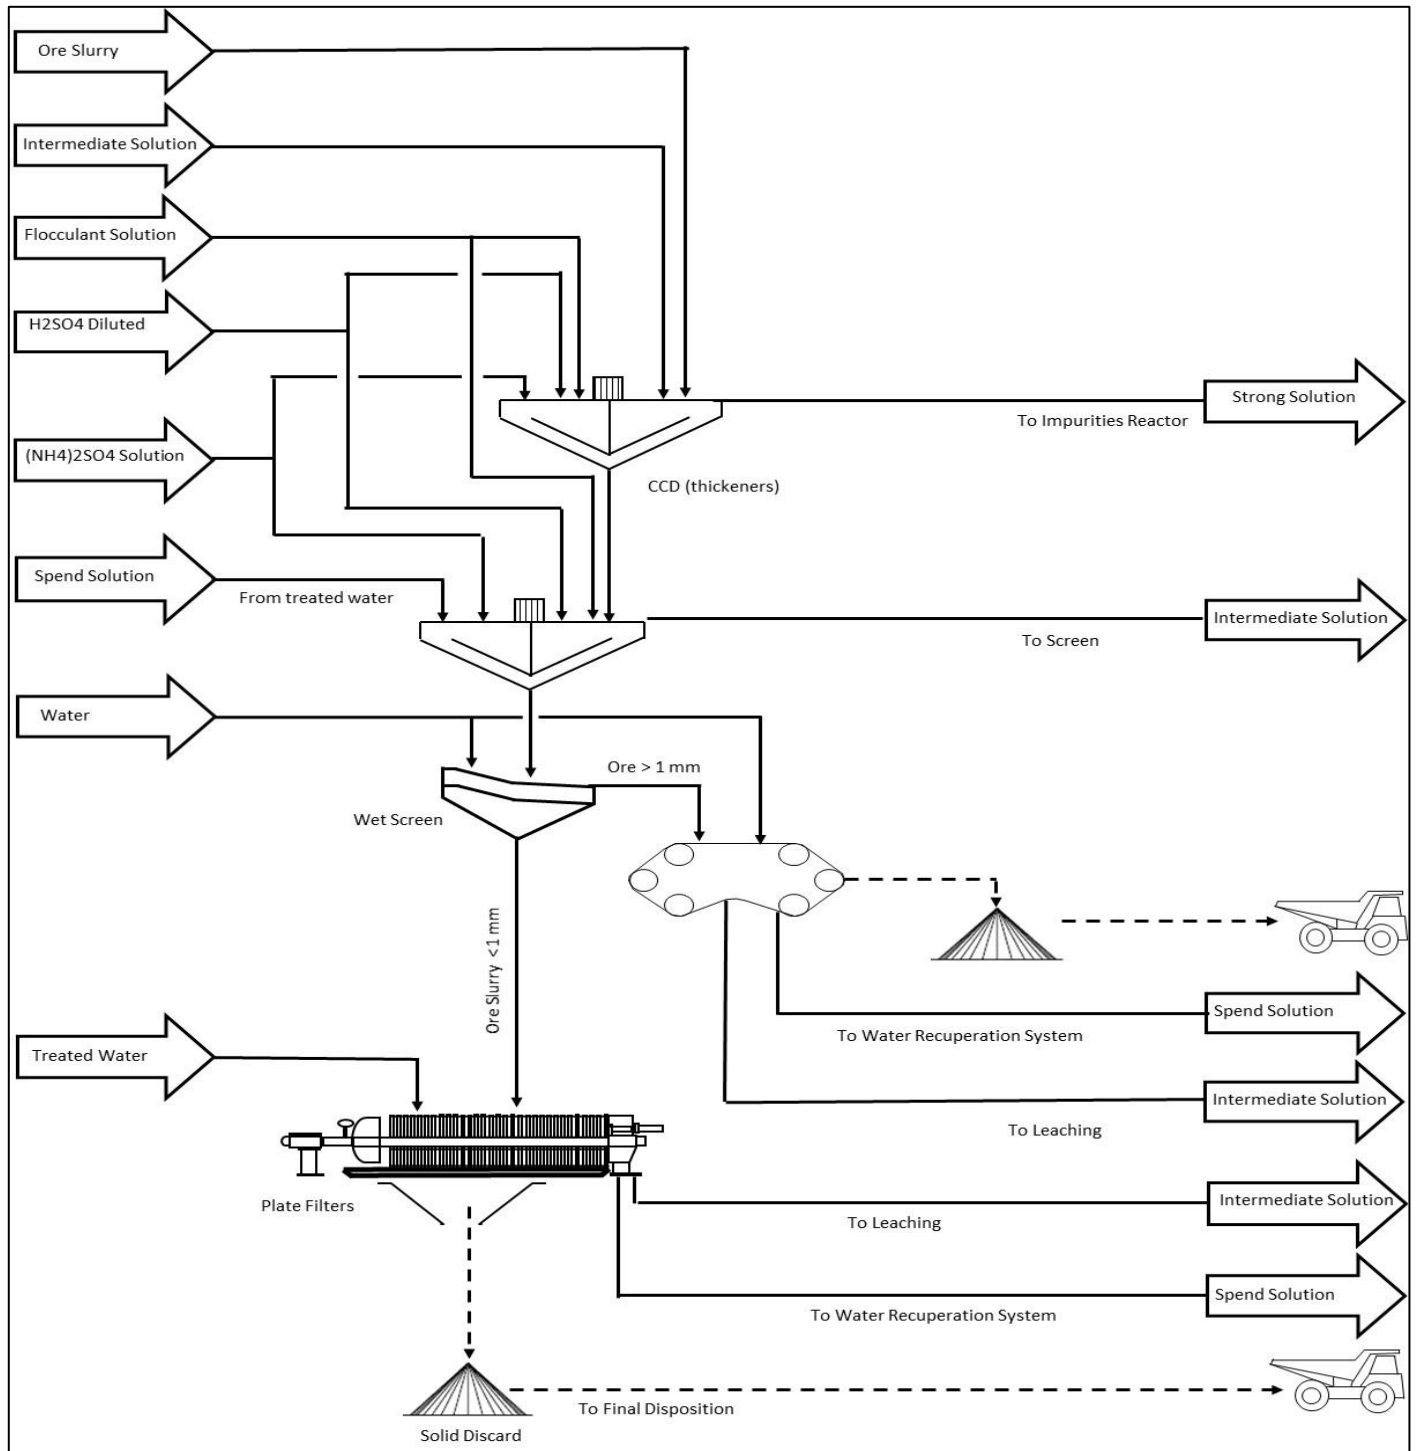 Ore Slurry
Intermediate Solution
Flocculant Solution
H2SO4 Diluted
Strong Solution
To Impurities Reactor
(NH4)2SO4 Solution
CCD (thickeners)
Spend Solution
From treated water
Intermediate Solution
To Screen
Water
Ore > 1 mm
Wet Screen
Ore Slurry <1 mm
Spend Solution
To Water Recuperation System
Treated Water
Intermediate Solution
To Leaching
Plate Filters
Intermediate Solution
To Leaching
Spend Solution
To Water Recuperation System
To Final Disposition
Solid Discard